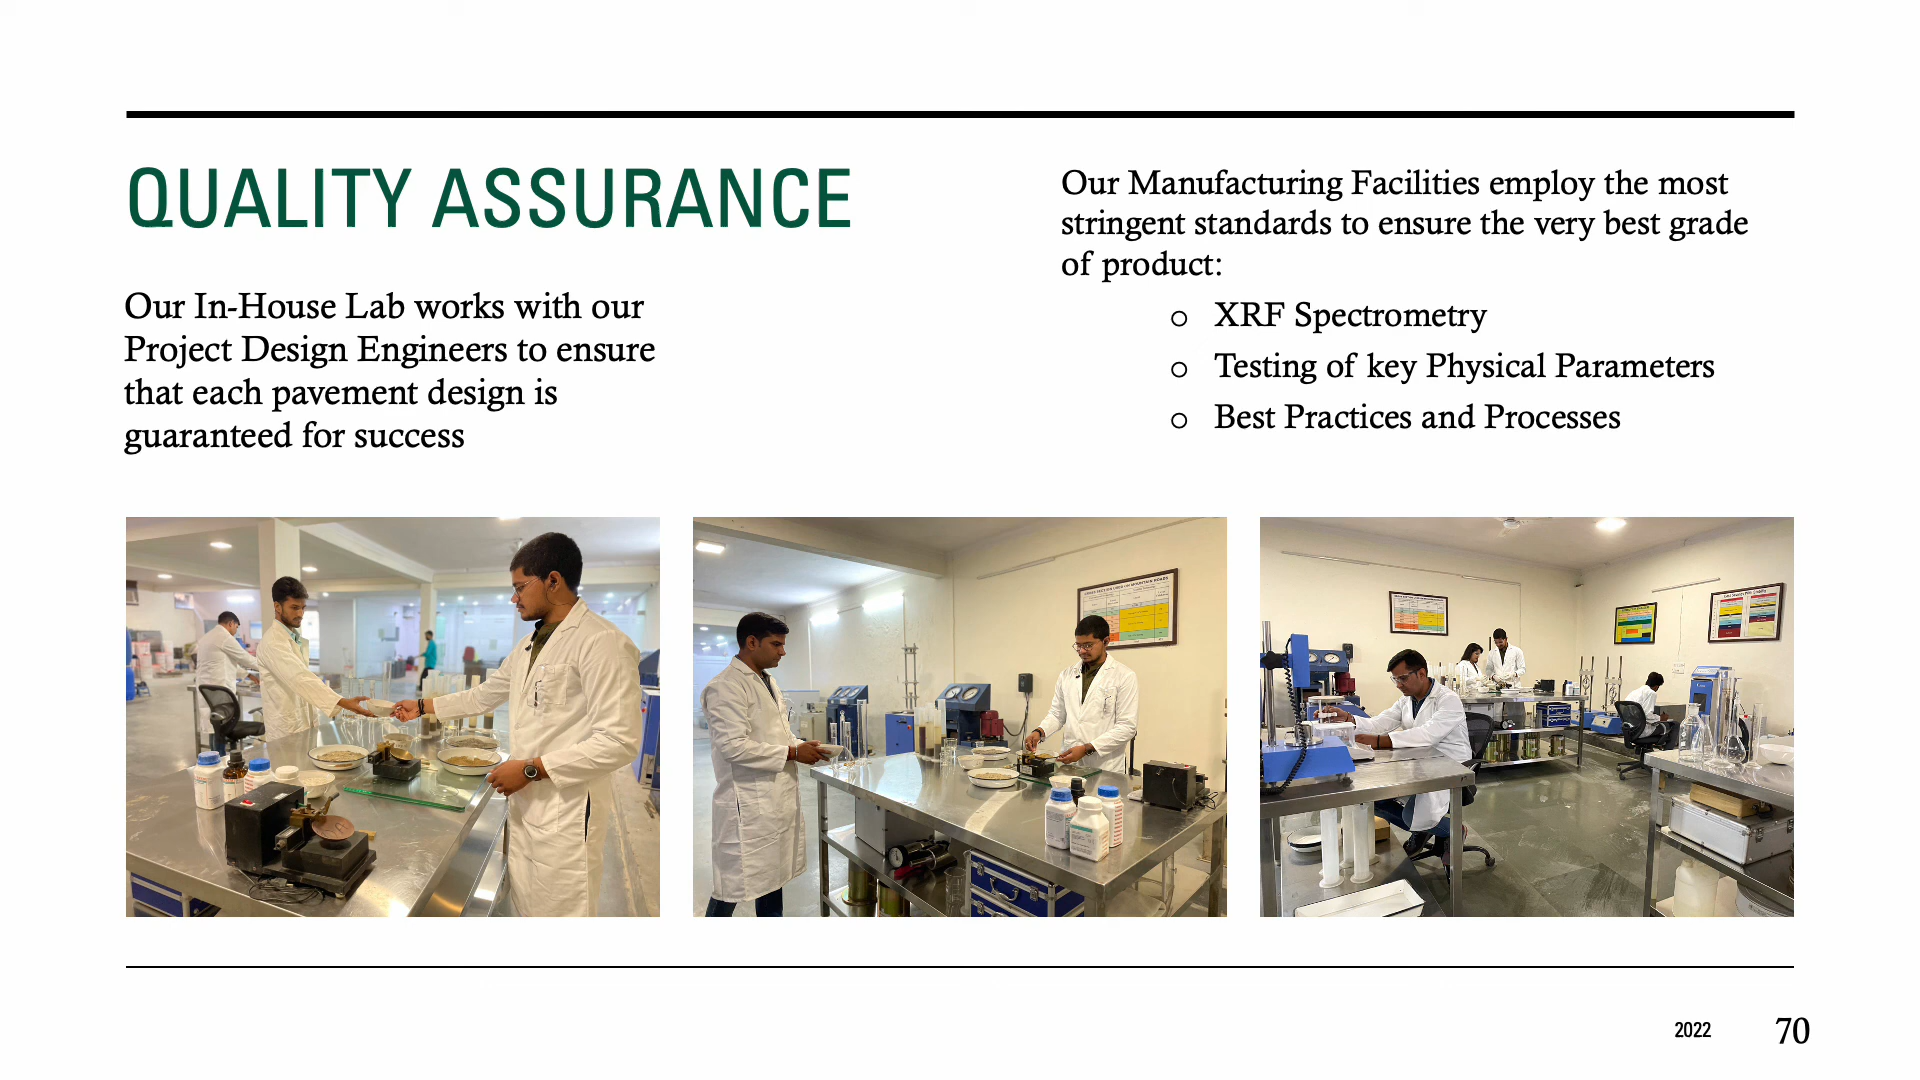 QUALITY ASSURANCE
Our In-House Lab works with our
Project Design Engineers to ensure
that each pavement design is
guaranteed for success
Our Manufacturing Facilities employ the most
stringent standards to ensure the very best grade
of product:
○ XRF Spectrometry
○ Testing of key Physical Parameters
○ Best Practices and Processes
2022
70